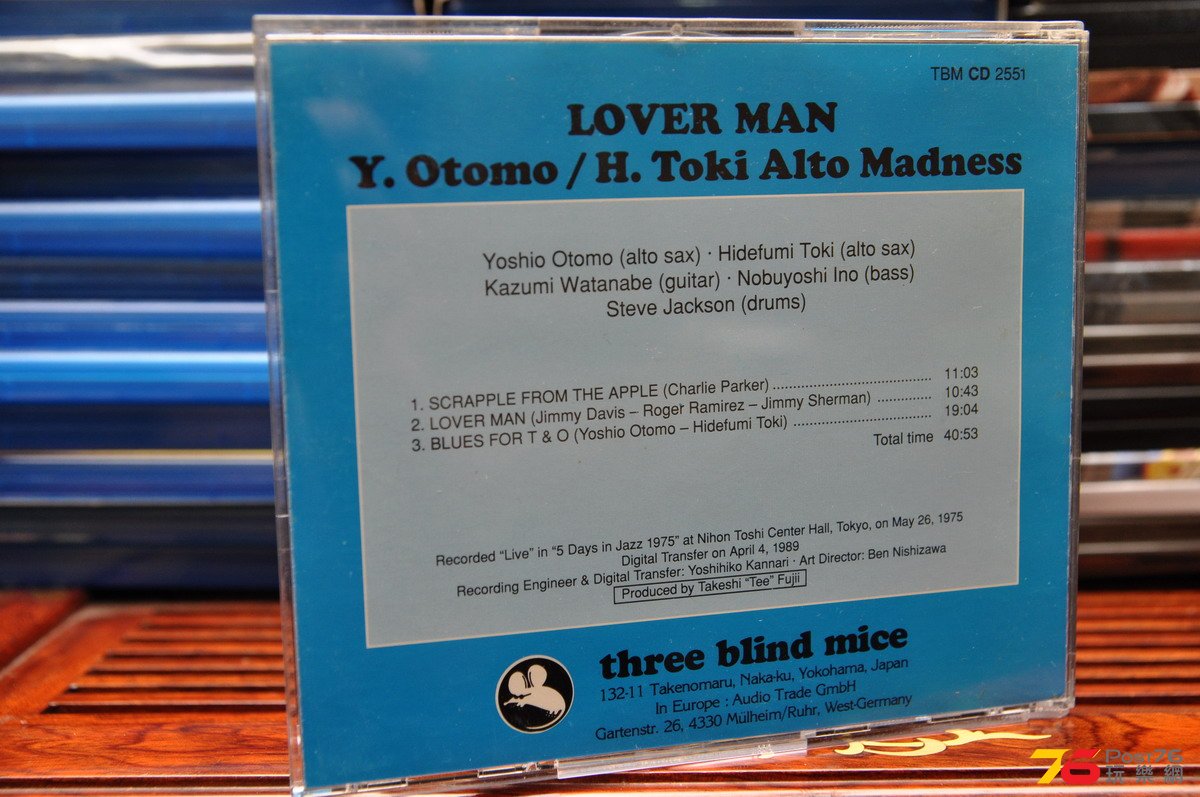 TBM CD 2551
LOVER MAN
Y. Otomo / H. Toki Alto Madness
Yoshio Otomo (alto sax) · Hidefumi Toki (alto sax)
Kazumi Watanabe (guitar) · Nobuyoshi Ino (bass)
Steve Jackson (drums)
1. SCRAPPLE FROM THE APPLE (Charlie Parker) ........................................ 11:03
2. LOVER MAN (Jimmy Davis – Roger Ramirez – Jimmy Sherman) ............. 10:43
3. BLUES FOR T & O (Yoshio Otomo – Hidefumi Toki) ................................... 19:04
Total time 40:53
Recorded “Live” in “5 Days in Jazz 1975” at Nihon Toshi Center Hall, Tokyo, on May 26, 1975
Digital Transfer on April 4, 1989
Recording Engineer & Digital Transfer: Yoshihiko Kannari · Art Director: Ben Nishizawa
Produced by Takeshi “Tee” Fujii
three blind mice
132-11 Takenomaru, Naka-ku, Yokohama, Japan
In Europe : Audio Trade GmbH
Gartenstr. 26, 4330 Mülheim/Ruhr, West-Germany
76 Post76
玩樂網